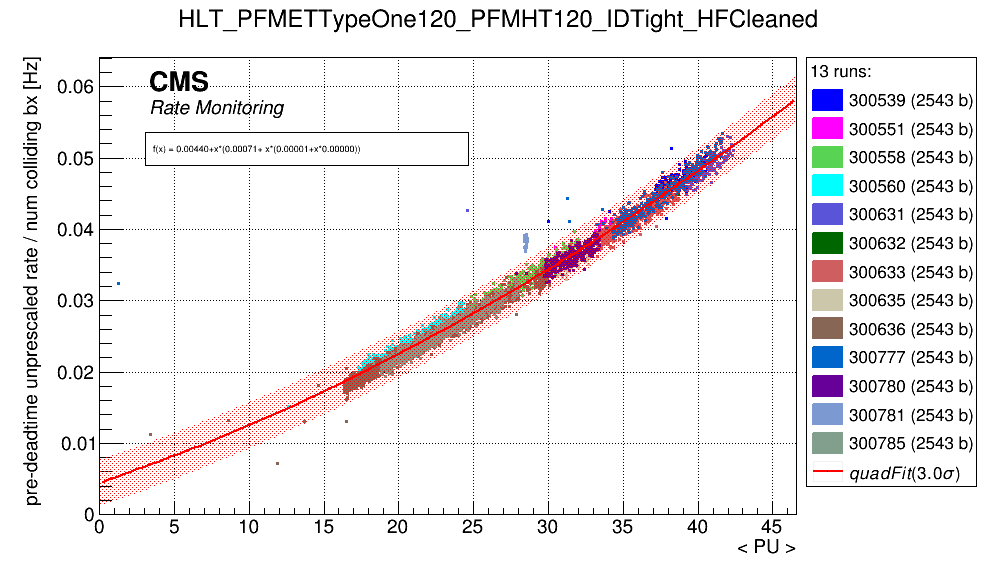 HLT_PFMETTypeOne120_PFMHT120_IDTight_HFCleaned
pre-deadtime unprescaled rate / num colliding bx [Hz]
CMS
Rate Monitoring
f(x) = 0.00440+x*(0.00071+ x*(0.00001+x*0.00000))
0.06
0.05
0.04
0.03
0.02
0.01
0
0 5 10 15 20 25 30 35 40 45
< PU >
13 runs:
300539 (2543 b)
300551 (2543 b)
300558 (2543 b)
300560 (2543 b)
300631 (2543 b)
300632 (2543 b)
300633 (2543 b)
300635 (2543 b)
300636 (2543 b)
300777 (2543 b)
300780 (2543 b)
300781 (2543 b)
300785 (2543 b)
quadFit(3.0σ)